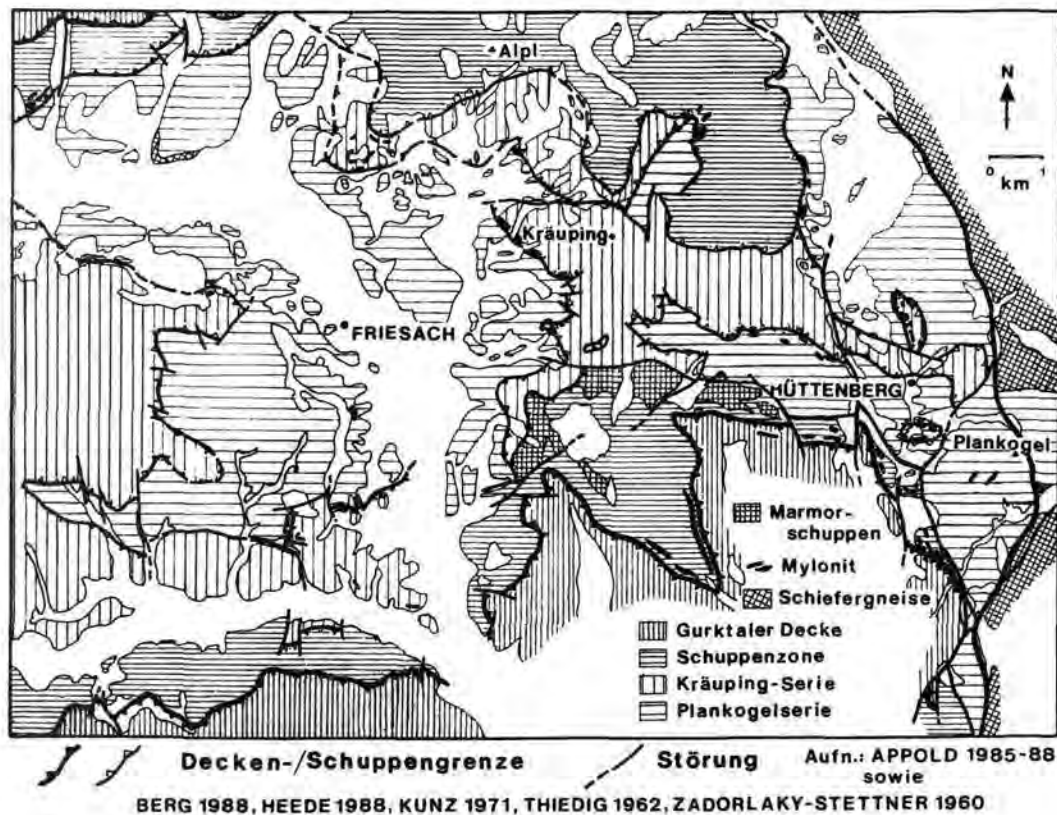 Alpl
N
0 km 1
Kräuping
FRIESACH
HÜTTENBERG
Plankogel
Marmor-
schuppen
Mylonit
Schiefergneise
Gurktaler Decke
Schuppenzone
Kräuping-Serie
Plankogelserie
Decken-/Schuppengrenze
Störung
Aufn.: APPOLD 1985-88
sowie
BERG 1988, HEEDE 1988, KUNZ 1971, THIEDIG 1962, ZADORLAKY-STETTNER 1960